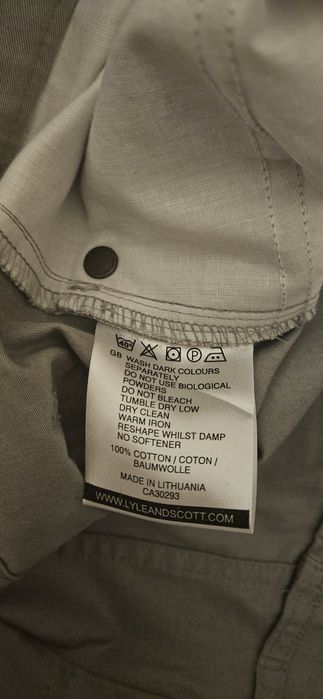 40°
P
GB WASH DARK COLOURS
SEPARATELY
DO NOT USE BIOLOGICAL
POWDERS
DO NOT BLEACH
TUMBLE DRY LOW
DRY CLEAN
WARM IRON
RESHAPE WHILST DAMP
NO SOFTENER
100% COTTON / COTON /
BAUMWOLLE
MADE IN LITHUANIA
CA30293
WWW.LYLEANDSCOTT.COM